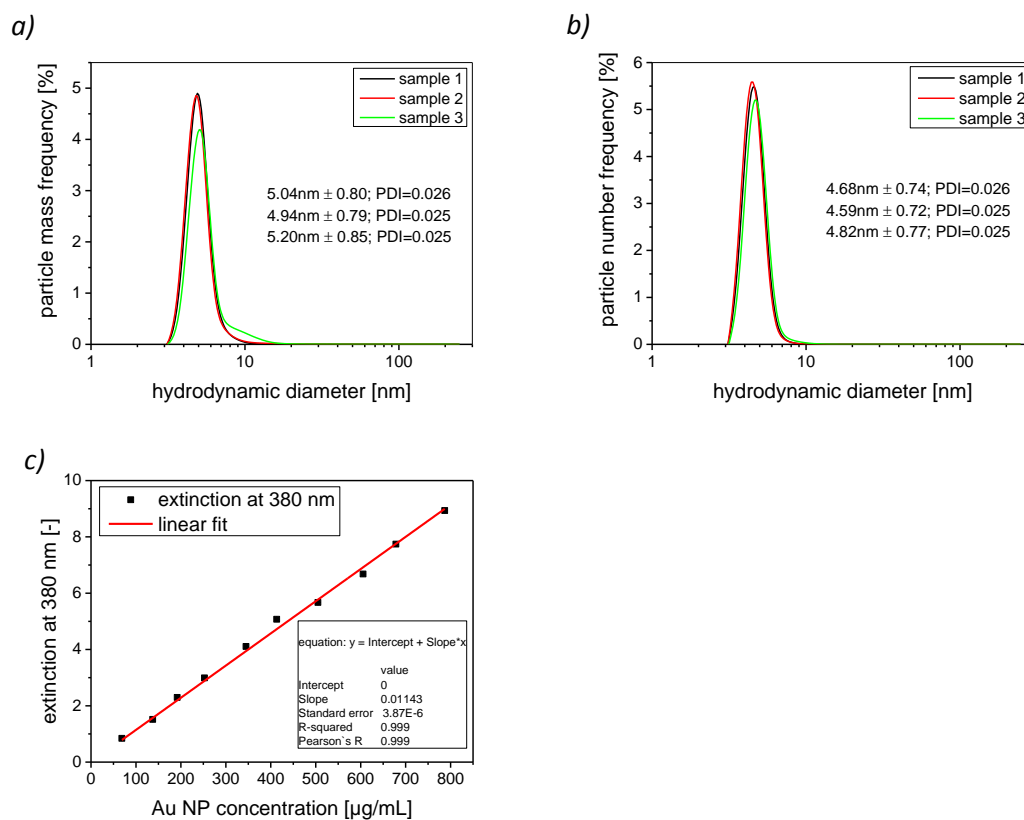 a)
particle mass frequency [%]
5
4
3
2
1
0
1 10 100
hydrodynamic diameter [nm]
sample 1
sample 2
sample 3
5.04nm ± 0.80; PDI=0.026
4.94nm ± 0.79; PDI=0.025
5.20nm ± 0.85; PDI=0.025
b)
particle number frequency [%]
6
5
4
3
2
1
0
1 10 100
hydrodynamic diameter [nm]
sample 1
sample 2
sample 3
4.68nm ± 0.74; PDI=0.026
4.59nm ± 0.72; PDI=0.025
4.82nm ± 0.77; PDI=0.025
c)
extinction at 380 nm [-]
10
8
6
4
2
0
0 100 200 300 400 500 600 700 800
Au NP concentration [µg/mL]
extinction at 380 nm
linear fit
equation: y = Intercept + Slope*x
value
Intercept 0
Slope 0.01143
Standard error 3.87E-6
R-squared 0.999
Pearson`s R 0.999